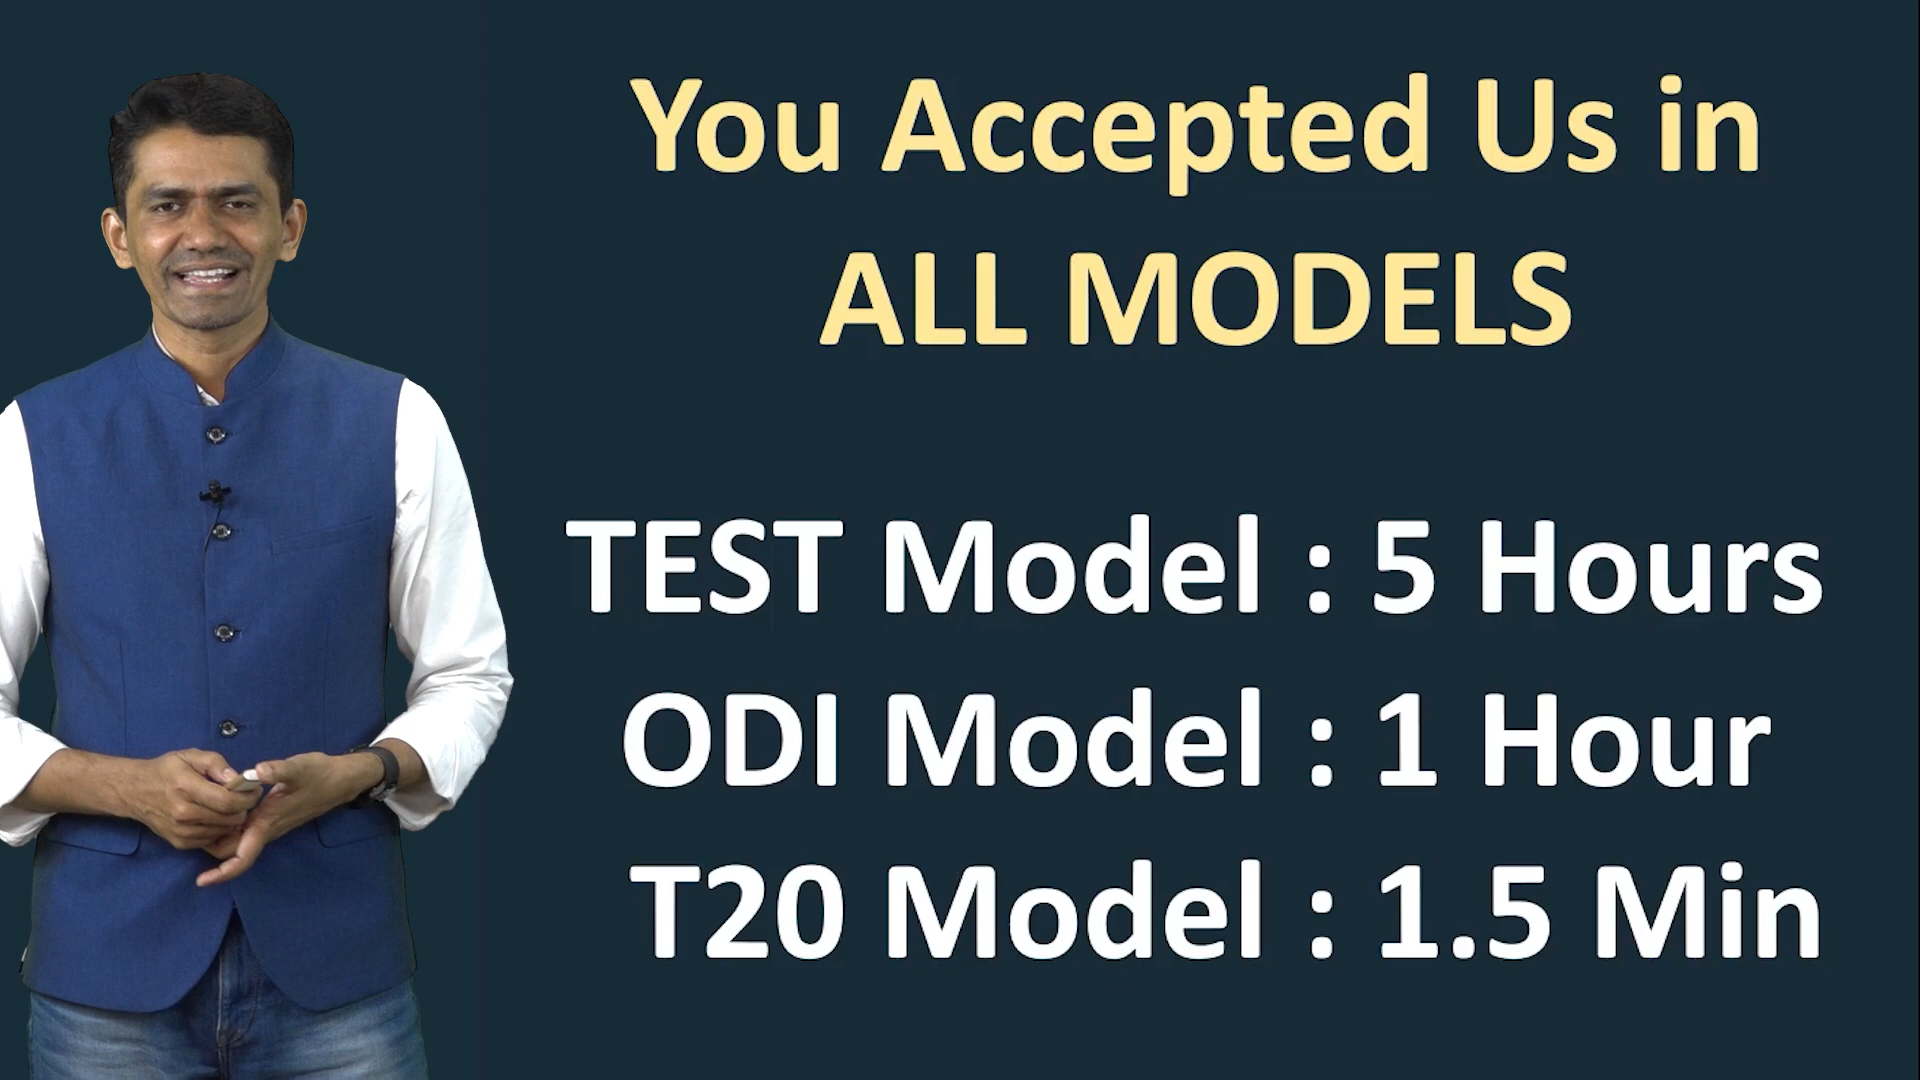 You Accepted Us in
ALL MODELS
TEST Model : 5 Hours
ODI Model : 1 Hour
T20 Model : 1.5 Min